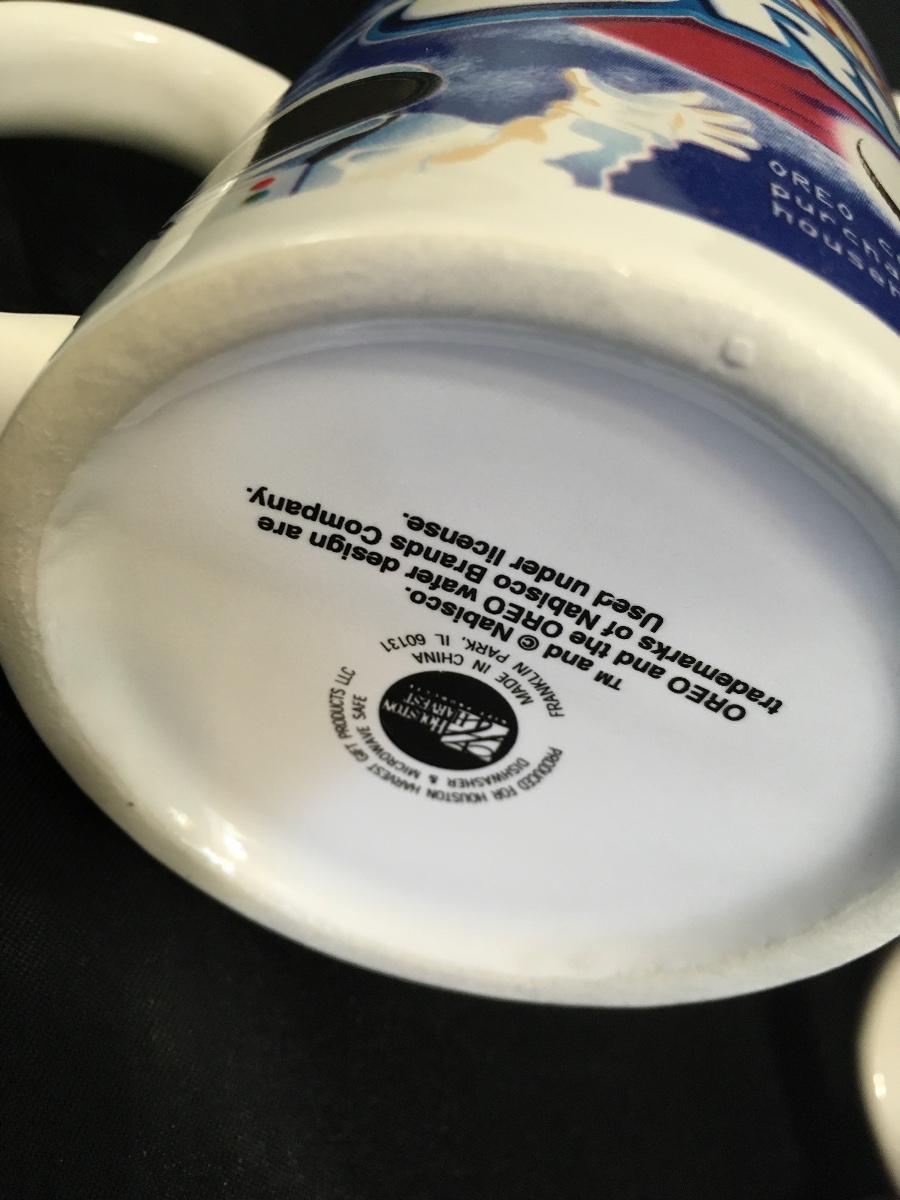 OREO
purcha
houser
PRODUCED FOR HOUSTON HARVEST GIFT PRODUCTS LLC
DISHWASHER & MICROWAVE SAFE
HOUSTON
HARVEST
MADE IN CHINA
FRANKLIN PARK, IL 60131
™ and © Nabisco.
OREO and the OREO wafer design are
trademarks of Nabisco Brands Company.
Used under license.